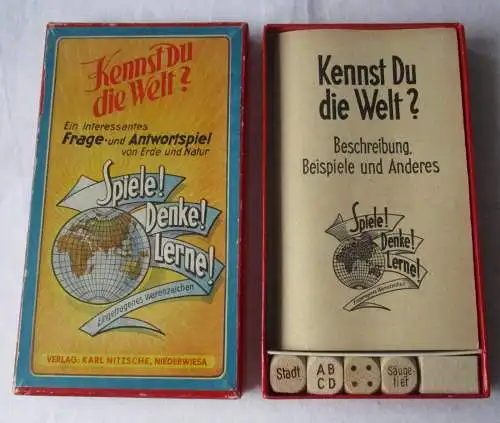 Kennst Du
die Welt?
Ein interessantes
Frage- und Antwortspiel
von Erde und Natur
Spiele!
Denke!
Lerne!
Eingetragenes Warenzeichen
VERLAG: KARL NITZSCHE, NIEDERWIESA
Kennst Du
die Welt?
Beschreibung,
Beispiele und Anderes
Spiele!
Denke!
Lerne!
Eingetragenes Warenzeichen
Stadt
A B
C D
Säuge-
tier